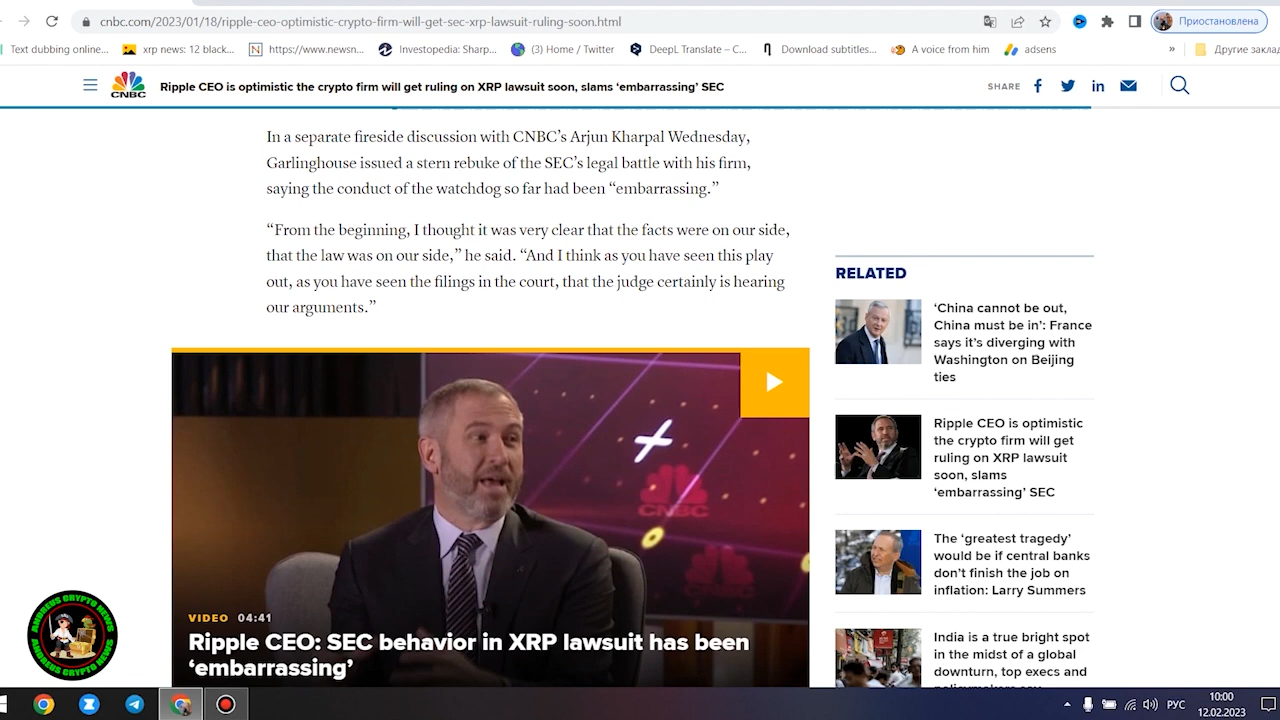 cnbc.com/2023/01/18/ripple-ceo-optimistic-crypto-firm-will-get-sec-xrp-lawsuit-ruling-soon.html
Приостановлена
Text dubbing online...
xrp news: 12 black...
https://www.newsn...
Investopedia: Sharp...
(3) Home / Twitter
DeepL Translate – C...
Download subtitles...
A voice from him
adsens
»
Другие заклад
CNBC
Ripple CEO is optimistic the crypto firm will get ruling on XRP lawsuit soon, slams ‘embarrassing’ SEC
SHARE
In a separate fireside discussion with CNBC’s Arjun Kharpal Wednesday,
Garlinghouse issued a stern rebuke of the SEC’s legal battle with his firm,
saying the conduct of the watchdog so far had been “embarrassing.”
“From the beginning, I thought it was very clear that the facts were on our side,
that the law was on our side,” he said. “And I think as you have seen this play
out, as you have seen the filings in the court, that the judge certainly is hearing
our arguments.”
CNBC
VIDEO 04:41
Ripple CEO: SEC behavior in XRP lawsuit has been
‘embarrassing’
RELATED
‘China cannot be out,
China must be in’: France
says it’s diverging with
Washington on Beijing
ties
Ripple CEO is optimistic
the crypto firm will get
ruling on XRP lawsuit
soon, slams
‘embarrassing’ SEC
The ‘greatest tragedy’
would be if central banks
don’t finish the job on
inflation: Larry Summers
India is a true bright spot
in the midst of a global
downturn, top execs and
ANDREUS CRYPTO NEWS
ANDREUS CRYPTO NEWS
РУС
10:00
12.02.2023